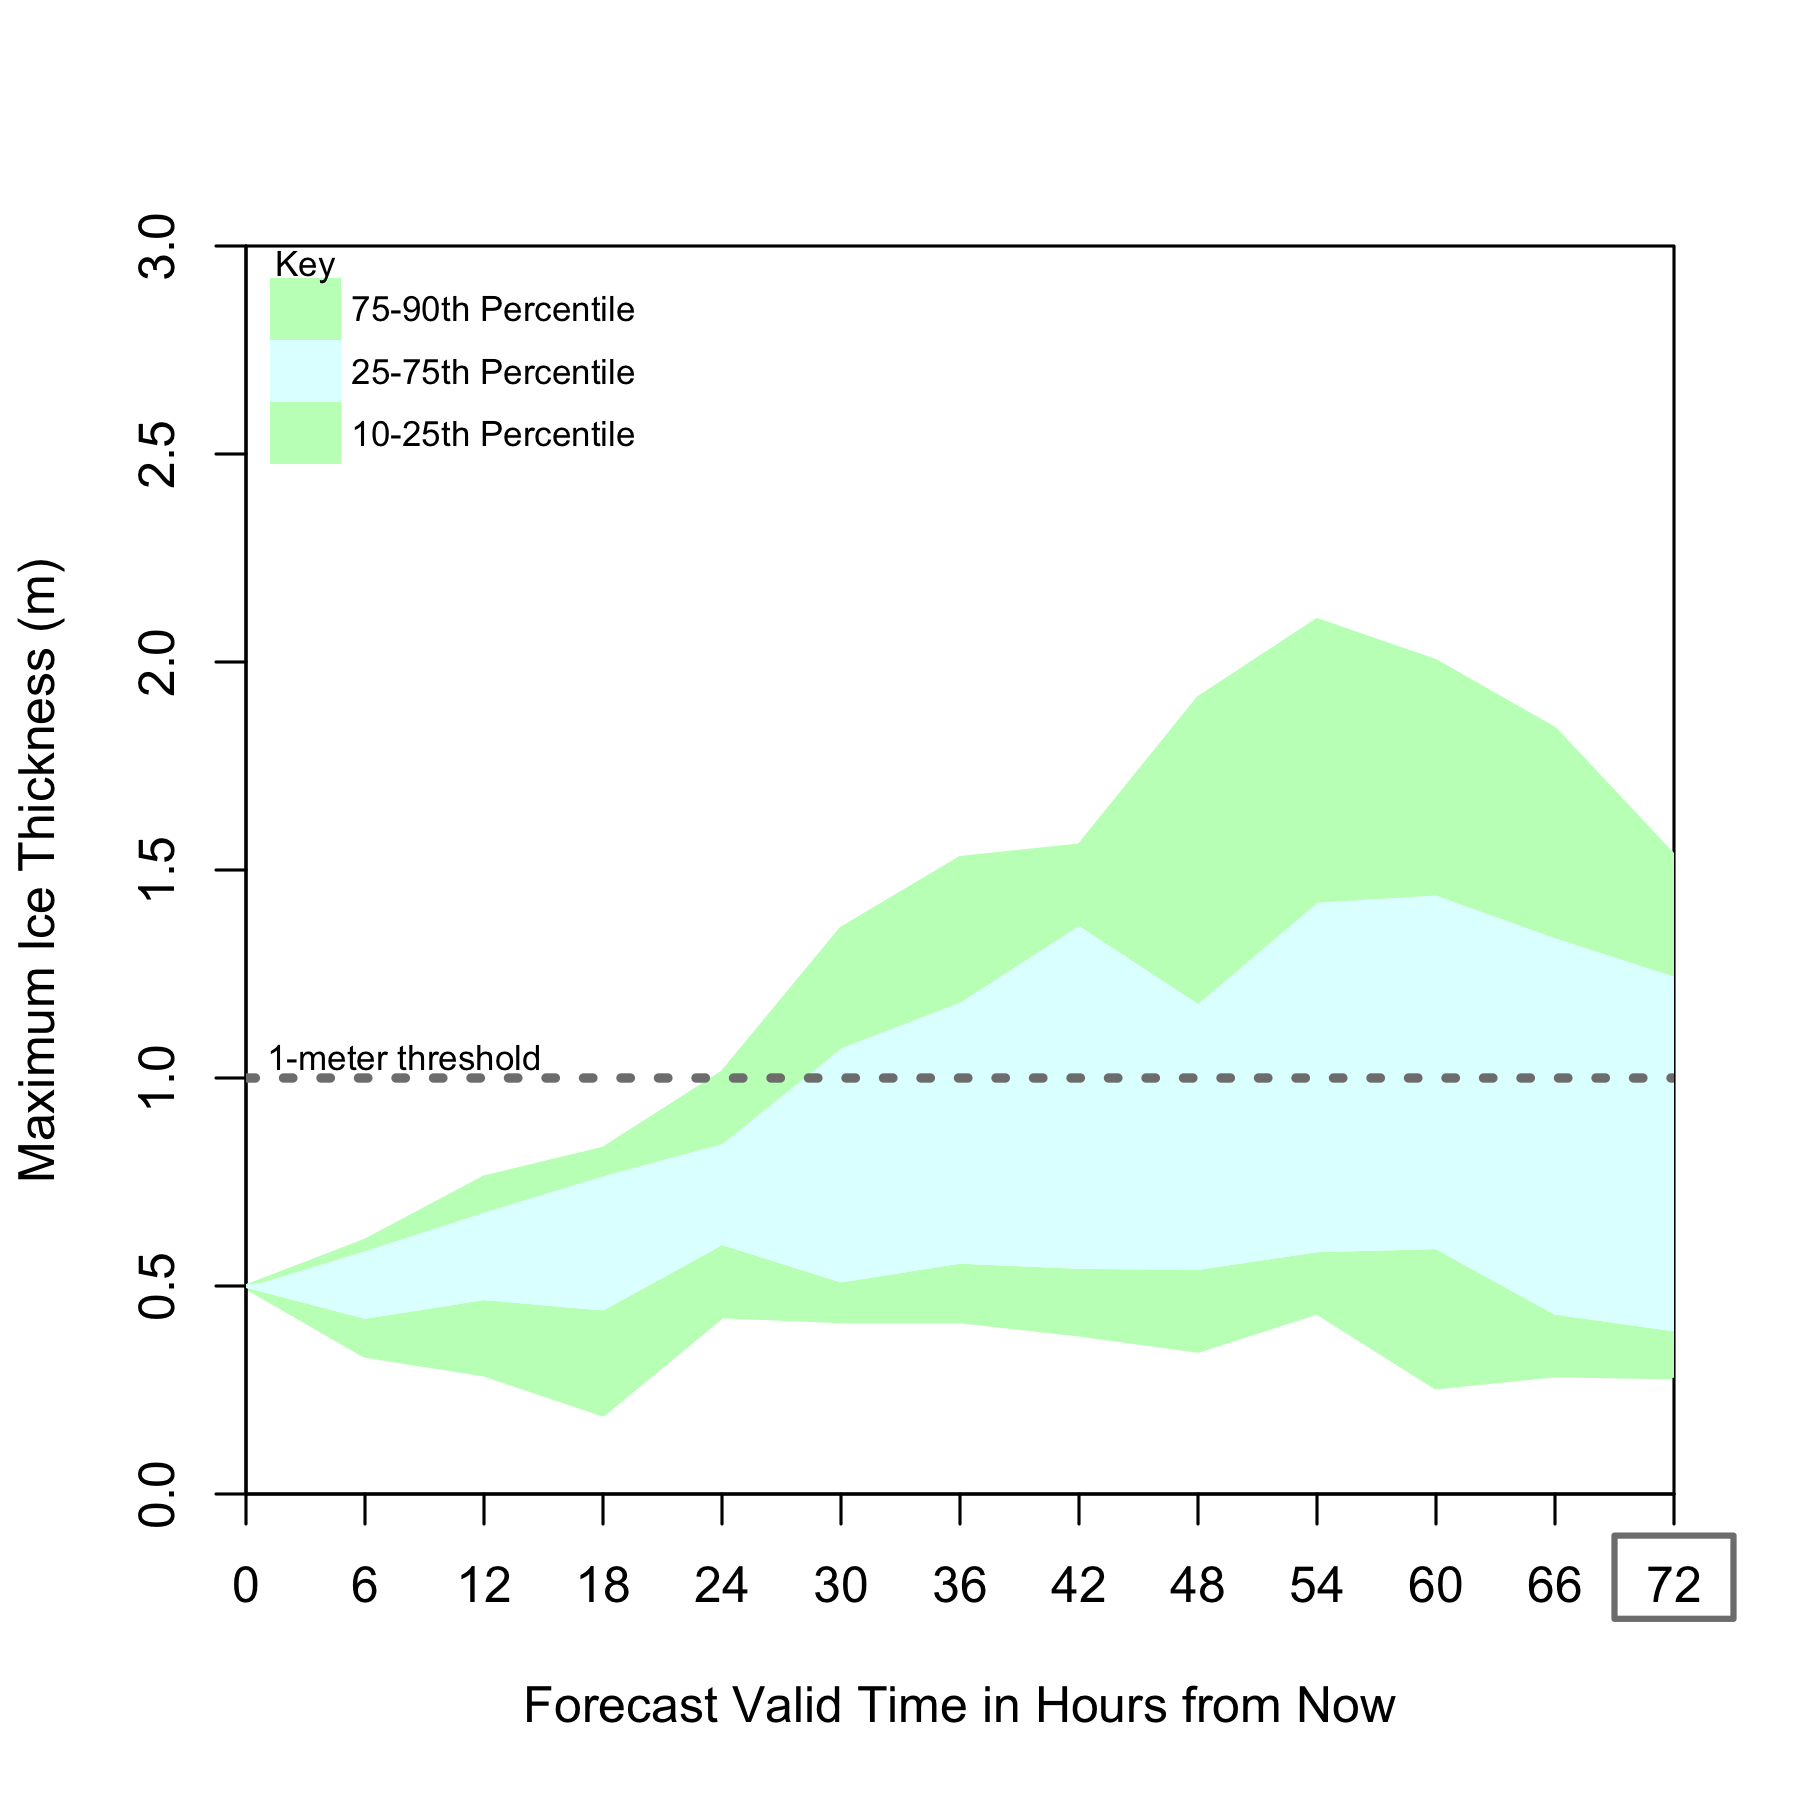 Key
75-90th Percentile
25-75th Percentile
10-25th Percentile
1-meter threshold
Maximum Ice Thickness (m)
3.0
2.5
2.0
1.5
1.0
0.5
0.0
0 6 12 18 24 30 36 42 48 54 60 66 72
Forecast Valid Time in Hours from Now